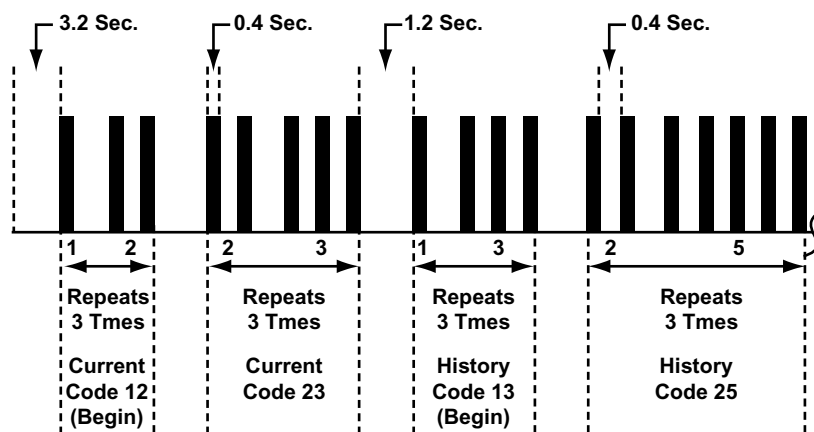 3.2 Sec.
0.4 Sec.
1.2 Sec.
0.4 Sec.
1 2
2 3
1 3
2 5
Repeats
3 Tmes
Repeats
3 Tmes
Repeats
3 Tmes
Repeats
3 Tmes
Current
Code 12
(Begin)
Current
Code 23
History
Code 13
(Begin)
History
Code 25